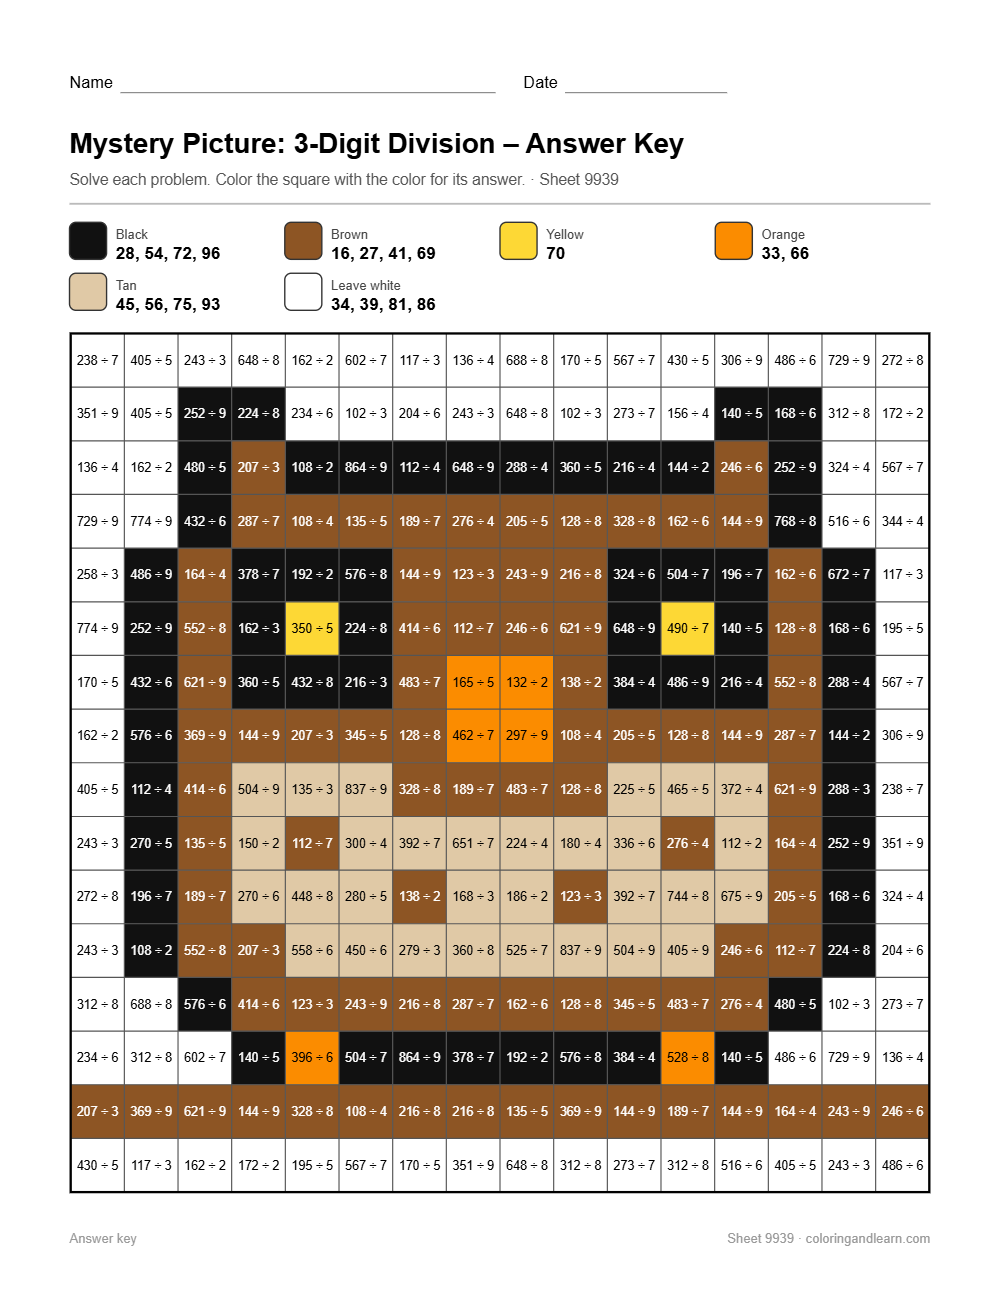 Name Date
Mystery Picture: 3-Digit Division – Answer Key
Solve each problem. Color the square with the color for its answer. · Sheet 9939
Black Brown Yellow Orange
28, 54, 72, 96 16, 27, 41, 69 70 33, 66
Tan Leave white
45, 56, 75, 93 34, 39, 81, 86
238 ÷ 7 405 ÷ 5 243 ÷ 3 648 ÷ 8 162 ÷ 2 602 ÷ 7 117 ÷ 3 136 ÷ 4 688 ÷ 8 170 ÷ 5 567 ÷ 7 430 ÷ 5 306 ÷ 9 486 ÷ 6 729 ÷ 9 272 ÷ 8
351 ÷ 9 405 ÷ 5 252 ÷ 9 224 ÷ 8 234 ÷ 6 102 ÷ 3 204 ÷ 6 243 ÷ 3 648 ÷ 8 102 ÷ 3 273 ÷ 7 156 ÷ 4 140 ÷ 5 168 ÷ 6 312 ÷ 8 172 ÷ 2
136 ÷ 4 162 ÷ 2 480 ÷ 5 207 ÷ 3 108 ÷ 2 864 ÷ 9 112 ÷ 4 648 ÷ 9 288 ÷ 4 360 ÷ 5 216 ÷ 4 144 ÷ 2 246 ÷ 6 252 ÷ 9 324 ÷ 4 567 ÷ 7
729 ÷ 9 774 ÷ 9 432 ÷ 6 287 ÷ 7 108 ÷ 4 135 ÷ 5 189 ÷ 7 276 ÷ 4 205 ÷ 5 128 ÷ 8 328 ÷ 8 162 ÷ 6 144 ÷ 9 768 ÷ 8 516 ÷ 6 344 ÷ 4
258 ÷ 3 486 ÷ 9 164 ÷ 4 378 ÷ 7 192 ÷ 2 576 ÷ 8 144 ÷ 9 123 ÷ 3 243 ÷ 9 216 ÷ 8 324 ÷ 6 504 ÷ 7 196 ÷ 7 162 ÷ 6 672 ÷ 7 117 ÷ 3
774 ÷ 9 252 ÷ 9 552 ÷ 8 162 ÷ 3 350 ÷ 5 224 ÷ 8 414 ÷ 6 112 ÷ 7 246 ÷ 6 621 ÷ 9 648 ÷ 9 490 ÷ 7 140 ÷ 5 128 ÷ 8 168 ÷ 6 195 ÷ 5
170 ÷ 5 432 ÷ 6 621 ÷ 9 360 ÷ 5 432 ÷ 8 216 ÷ 3 483 ÷ 7 165 ÷ 5 132 ÷ 2 138 ÷ 2 384 ÷ 4 486 ÷ 9 216 ÷ 4 552 ÷ 8 288 ÷ 4 567 ÷ 7
162 ÷ 2 576 ÷ 6 369 ÷ 9 144 ÷ 9 207 ÷ 3 345 ÷ 5 128 ÷ 8 462 ÷ 7 297 ÷ 9 108 ÷ 4 205 ÷ 5 128 ÷ 8 144 ÷ 9 287 ÷ 7 144 ÷ 2 306 ÷ 9
405 ÷ 5 112 ÷ 4 414 ÷ 6 504 ÷ 9 135 ÷ 3 837 ÷ 9 328 ÷ 8 189 ÷ 7 483 ÷ 7 128 ÷ 8 225 ÷ 5 465 ÷ 5 372 ÷ 4 621 ÷ 9 288 ÷ 3 238 ÷ 7
243 ÷ 3 270 ÷ 5 135 ÷ 5 150 ÷ 2 112 ÷ 7 300 ÷ 4 392 ÷ 7 651 ÷ 7 224 ÷ 4 180 ÷ 4 336 ÷ 6 276 ÷ 4 112 ÷ 2 164 ÷ 4 252 ÷ 9 351 ÷ 9
272 ÷ 8 196 ÷ 7 189 ÷ 7 270 ÷ 6 448 ÷ 8 280 ÷ 5 138 ÷ 2 168 ÷ 3 186 ÷ 2 123 ÷ 3 392 ÷ 7 744 ÷ 8 675 ÷ 9 205 ÷ 5 168 ÷ 6 324 ÷ 4
243 ÷ 3 108 ÷ 2 552 ÷ 8 207 ÷ 3 558 ÷ 6 450 ÷ 6 279 ÷ 3 360 ÷ 8 525 ÷ 7 837 ÷ 9 504 ÷ 9 405 ÷ 9 246 ÷ 6 112 ÷ 7 224 ÷ 8 204 ÷ 6
312 ÷ 8 688 ÷ 8 576 ÷ 6 414 ÷ 6 123 ÷ 3 243 ÷ 9 216 ÷ 8 287 ÷ 7 162 ÷ 6 128 ÷ 8 345 ÷ 5 483 ÷ 7 276 ÷ 4 480 ÷ 5 102 ÷ 3 273 ÷ 7
234 ÷ 6 312 ÷ 8 602 ÷ 7 140 ÷ 5 396 ÷ 6 504 ÷ 7 864 ÷ 9 378 ÷ 7 192 ÷ 2 576 ÷ 8 384 ÷ 4 528 ÷ 8 140 ÷ 5 486 ÷ 6 729 ÷ 9 136 ÷ 4
207 ÷ 3 369 ÷ 9 621 ÷ 9 144 ÷ 9 328 ÷ 8 108 ÷ 4 216 ÷ 8 216 ÷ 8 135 ÷ 5 369 ÷ 9 144 ÷ 9 189 ÷ 7 144 ÷ 9 164 ÷ 4 243 ÷ 9 246 ÷ 6
430 ÷ 5 117 ÷ 3 162 ÷ 2 172 ÷ 2 195 ÷ 5 567 ÷ 7 170 ÷ 5 351 ÷ 9 648 ÷ 8 312 ÷ 8 273 ÷ 7 312 ÷ 8 516 ÷ 6 405 ÷ 5 243 ÷ 3 486 ÷ 6
Answer key Sheet 9939 · coloringandlearn.com